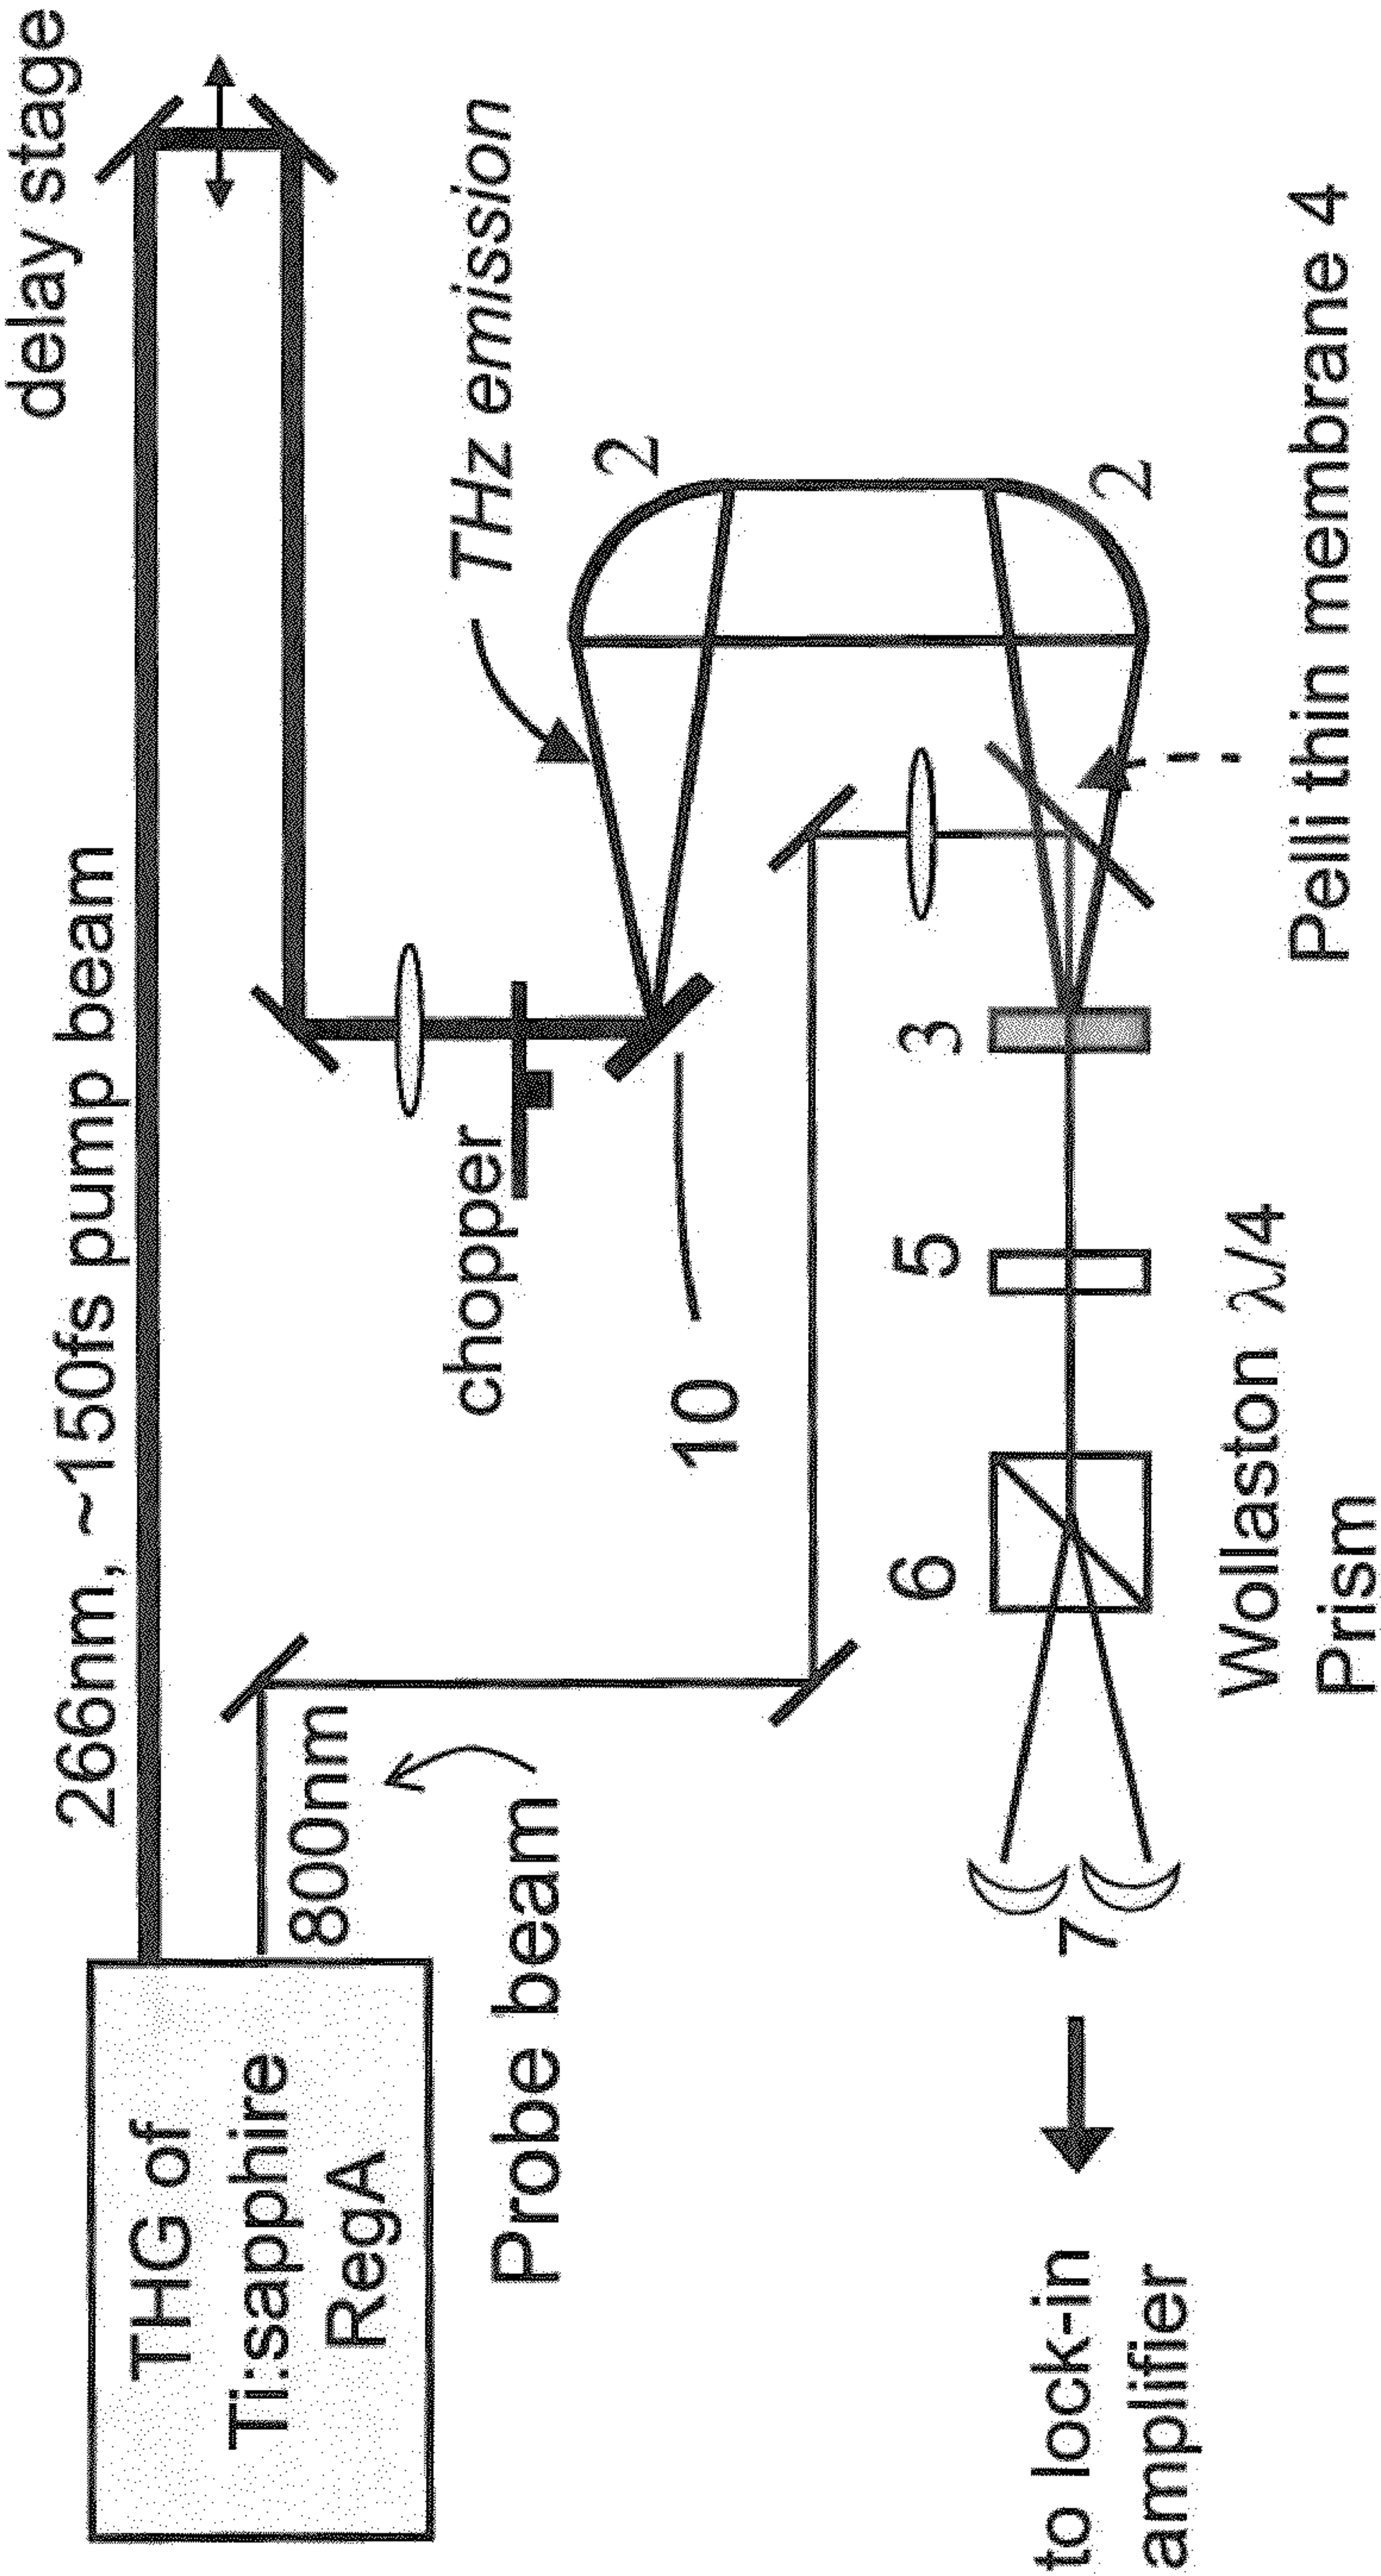 266nm, ~150fs pump beam
delay stage
THG of
Ti:sapphire
RegA
800nm
Probe beam
chopper
THz emission
10
2
2
3
5
6
7
Wollaston λ/4
Prism
Pelli thin membrane 4
to lock-in
amplifier